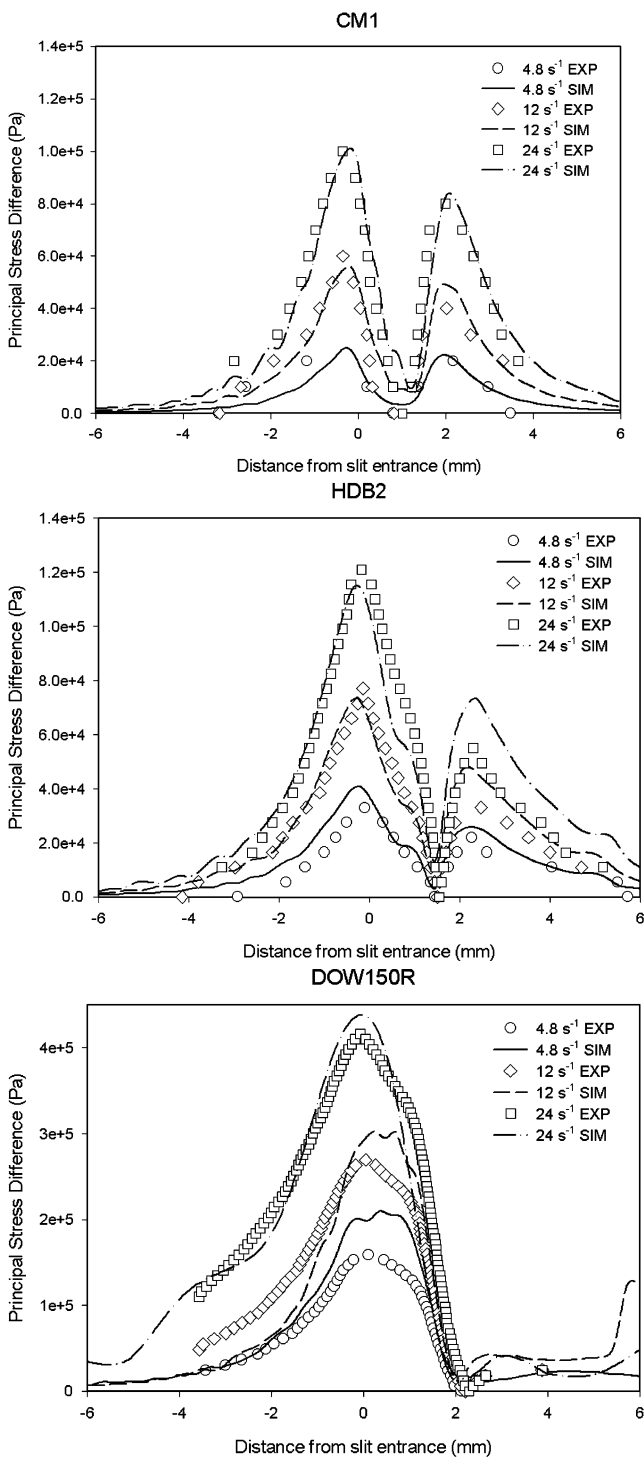 CM1
Principal Stress Difference (Pa)
1.4e+5
1.2e+5
1.0e+5
8.0e+4
6.0e+4
4.0e+4
2.0e+4
0.0
4.8 s⁻¹ EXP
4.8 s⁻¹ SIM
12 s⁻¹ EXP
12 s⁻¹ SIM
24 s⁻¹ EXP
24 s⁻¹ SIM
-6 -4 -2 0 2 4 6
Distance from slit entrance (mm)
HDB2
Principal Stress Difference (Pa)
1.4e+5
1.2e+5
1.0e+5
8.0e+4
6.0e+4
4.0e+4
2.0e+4
0.0
4.8 s⁻¹ EXP
4.8 s⁻¹ SIM
12 s⁻¹ EXP
12 s⁻¹ SIM
24 s⁻¹ EXP
24 s⁻¹ SIM
-6 -4 -2 0 2 4 6
Distance from slit entrance (mm)
DOW150R
Principal Stress Difference (Pa)
4e+5
3e+5
2e+5
1e+5
0
4.8 s⁻¹ EXP
4.8 s⁻¹ SIM
12 s⁻¹ EXP
12 s⁻¹ SIM
24 s⁻¹ EXP
24 s⁻¹ SIM
-6 -4 -2 0 2 4 6
Distance from slit entrance (mm)